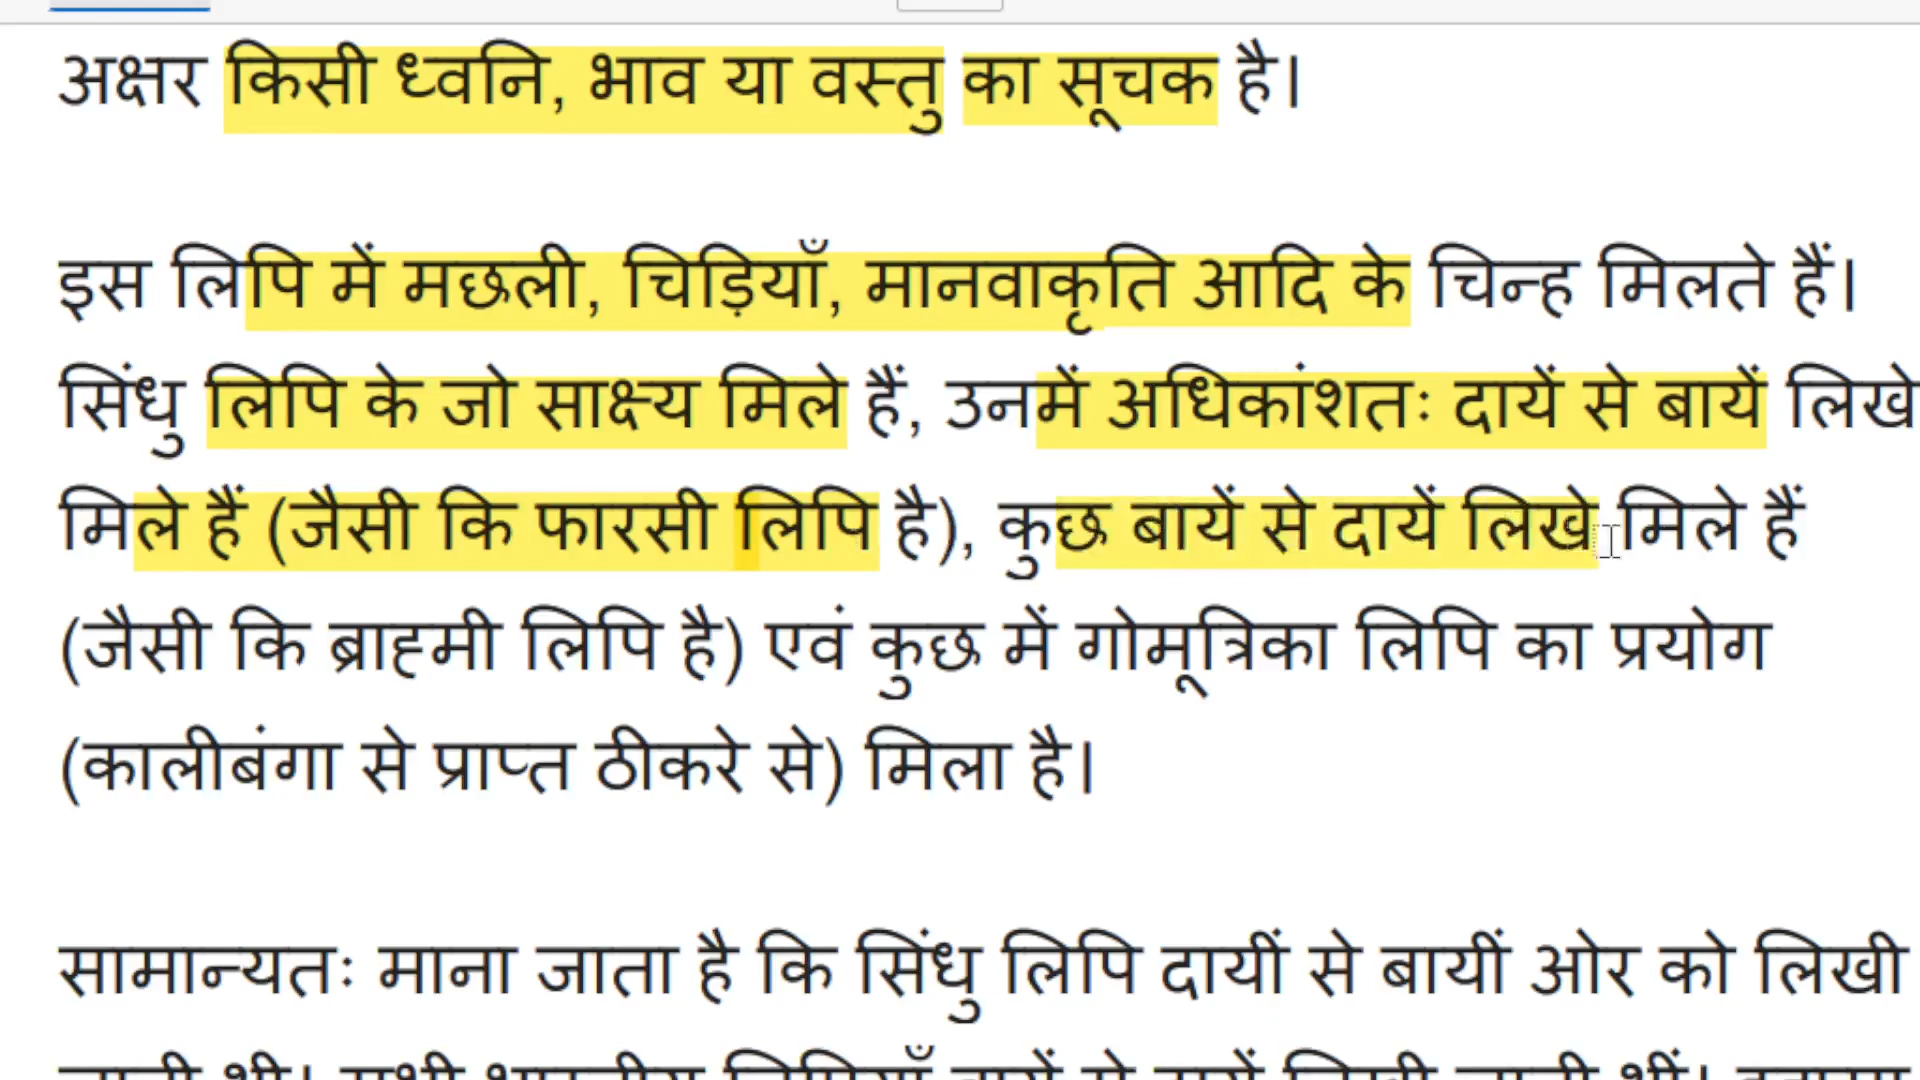 अक्षर किसी ध्वनि, भाव या वस्तु का सूचक है।
इस लिपि में मछली, चिड़ियाँ, मानवाकृति आदि के चिन्ह मिलते हैं।
सिंधु लिपि के जो साक्ष्य मिले हैं, उनमें अधिकांशतः दायें से बायें लिखे
मिले हैं (जैसी कि फारसी लिपि है), कुछ बायें से दायें लिखे मिले हैं
(जैसी कि ब्राह्मी लिपि है) एवं कुछ में गोमूत्रिका लिपि का प्रयोग
(कालीबंगा से प्राप्त ठीकरे से) मिला है।
सामान्यतः माना जाता है कि सिंधु लिपि दायीं से बायीं ओर को लिखी